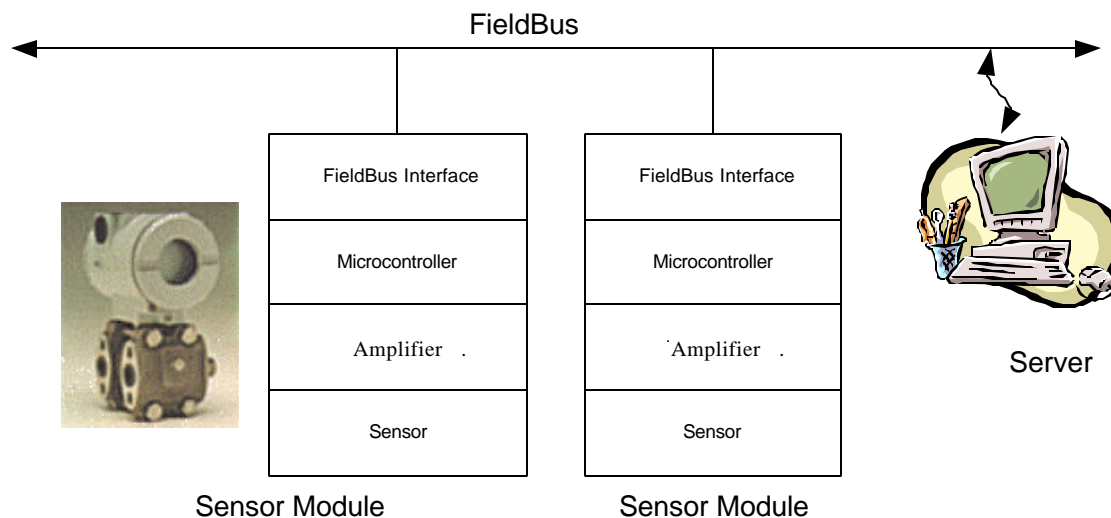 FieldBus
FieldBus Interface
Microcontroller
Amplifier .
Sensor
Sensor Module
FieldBus Interface
Microcontroller
Amplifier .
Sensor
Sensor Module
Server